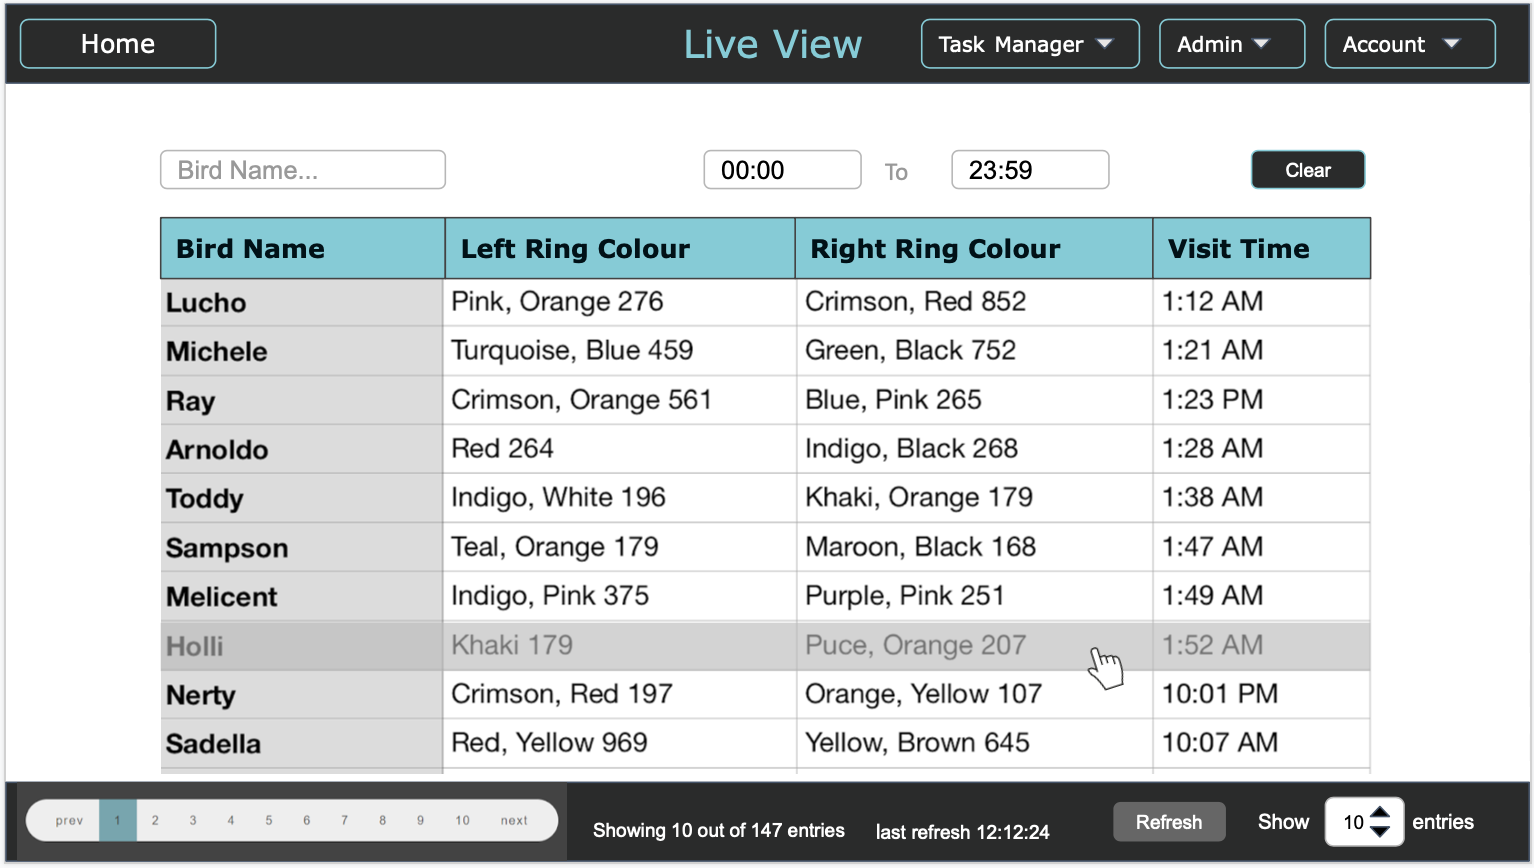 Home Live View Task Manager Admin Account
Bird Name... 00:00 To 23:59 Clear
Bird Name Left Ring Colour Right Ring Colour Visit Time
Lucho Pink, Orange 276 Crimson, Red 852 1:12 AM
Michele Turquoise, Blue 459 Green, Black 752 1:21 AM
Ray Crimson, Orange 561 Blue, Pink 265 1:23 PM
Arnoldo Red 264 Indigo, Black 268 1:28 AM
Toddy Indigo, White 196 Khaki, Orange 179 1:38 AM
Sampson Teal, Orange 179 Maroon, Black 168 1:47 AM
Melicent Indigo, Pink 375 Purple, Pink 251 1:49 AM
Holli Khaki 179 Puce, Orange 207 1:52 AM
Nerty Crimson, Red 197 Orange, Yellow 107 10:01 PM
Sadella Red, Yellow 969 Yellow, Brown 645 10:07 AM
prev 1 2 3 4 5 6 7 8 9 10 next Showing 10 out of 147 entries last refresh 12:12:24 Refresh Show 10 entries